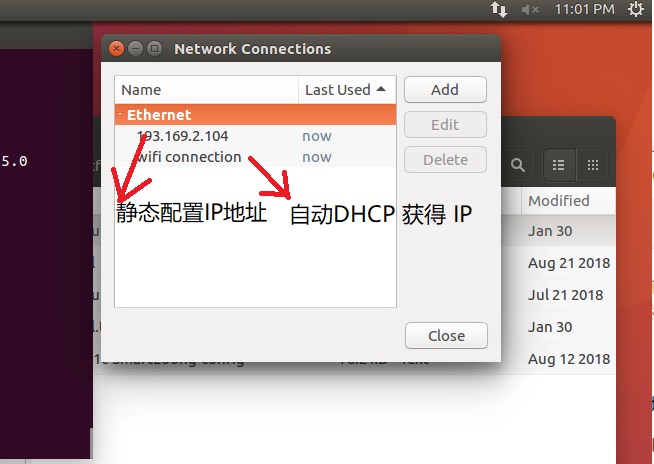 11:01 PM
Network Connections
Name Last Used
Add
- Ethernet
193.169.2.104 now
Edit
wifi connection now
Delete
5.0
静态配置IP地址 自动DHCP 获得 IP
Modified
Jan 30
Aug 21 2018
Jul 21 2018
Jan 30
Close
Aug 12 2018